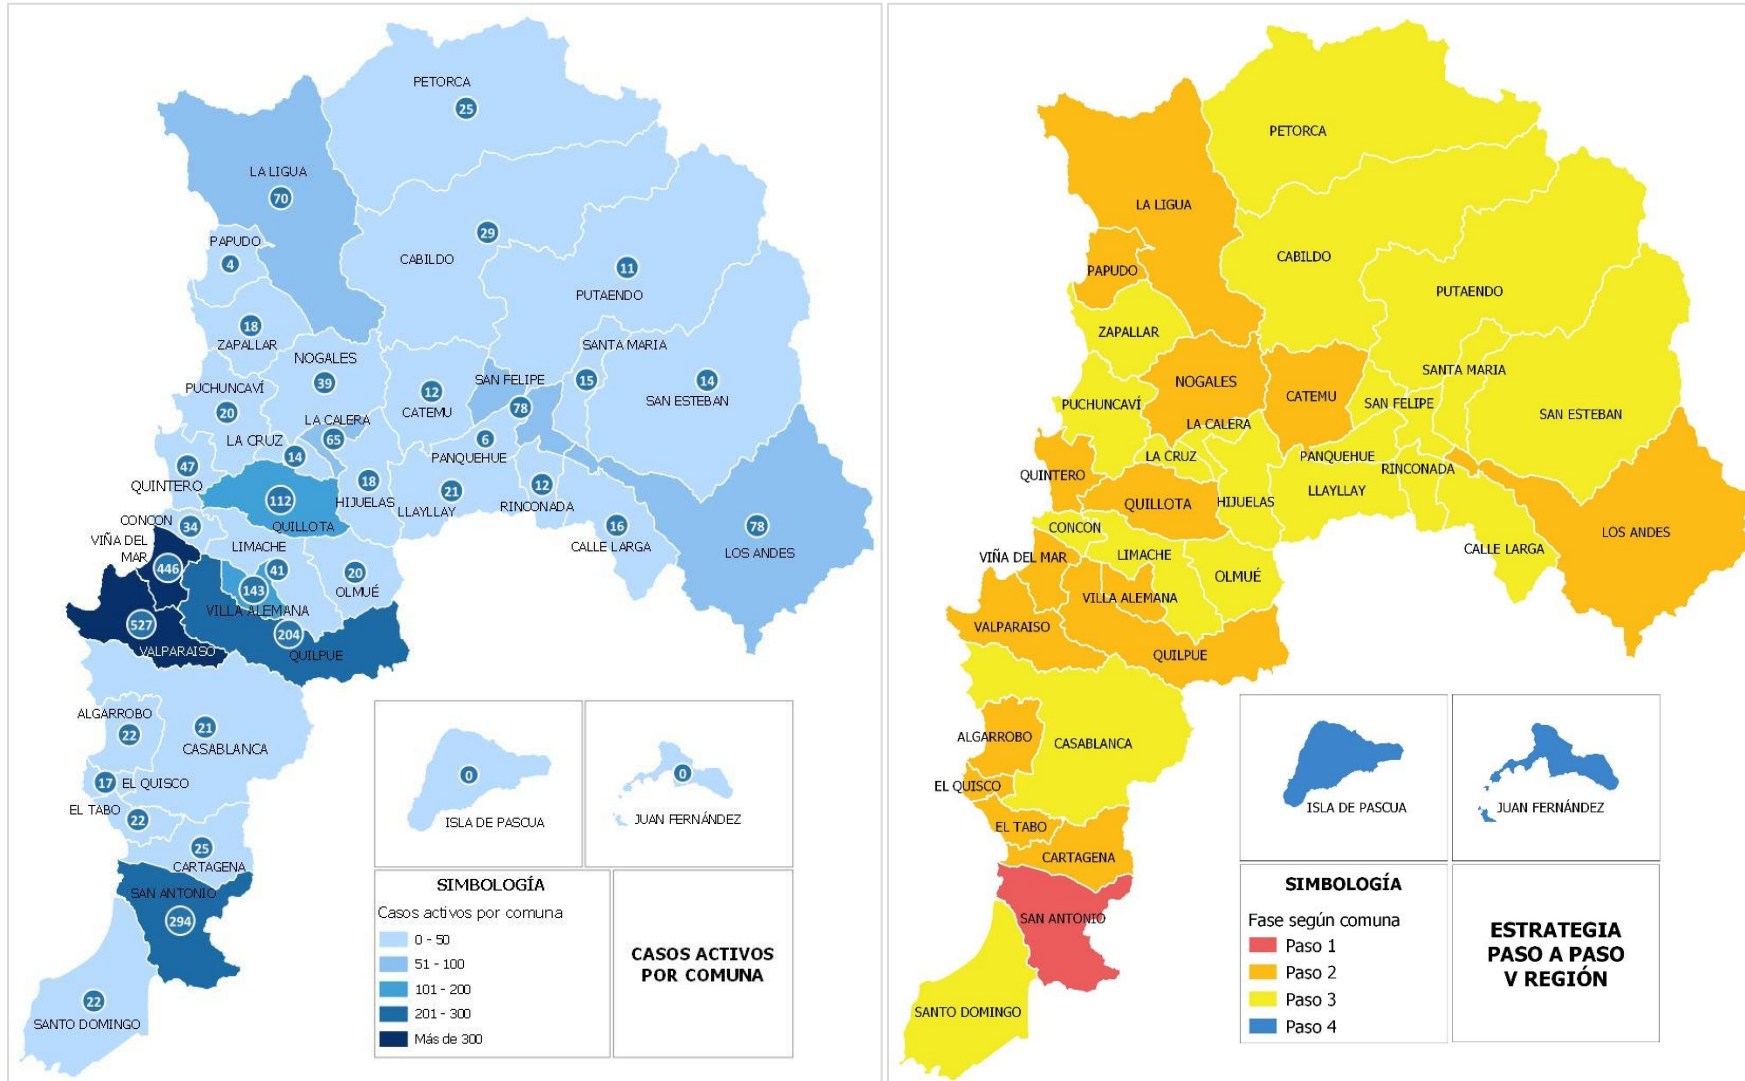 PETORCA
25
LA LIGUA
70
PAPUDO
4
29
CABILDO
11
PUTAENDO
18
ZAPALLAR
SANTA MARIA
NOGALES
39
SAN FELIPE
15
14
PUCHUNCAVÍ
12
SAN ESTEBAN
20
CATEMU
78
LA CALERA
65
LA CRUZ
6
14
PANQUEHUE
47
QUINTERO
18
HIJUELAS
21
LLAYLLAY
12
RINCONADA
112
QUILLOTA
CONCON
34
16
CALLE LARGA
78
LOS ANDES
VIÑA DEL
MAR
446
LIMACHE
41
20
OLMUÉ
143
VILLA ALEMANA
527
204
VALPARAISO
QUILPUE
ALGARROBO
22
21
CASABLANCA
17
EL QUISCO
EL TABO
22
25
CARTAGENA
SAN ANTONIO
294
22
SANTO DOMINGO
0
ISLA DE PASCUA
0
JUAN FERNÁNDEZ
SIMBOLOGÍA
Casos activos por comuna
0 - 50
51 - 100
101 - 200
201 - 300
Más de 300
CASOS ACTIVOS
POR COMUNA
PETORCA
LA LIGUA
CABILDO
PAPUDO
PUTAENDO
ZAPALLAR
SANTA MARIA
NOGALES
CATEMU
PUCHUNCAVÍ
SAN FELIPE
SAN ESTEBAN
LA CALERA
LA CRUZ
PANQUEHUE
RINCONADA
QUINTERO
LLAYLLAY
QUILLOTA
HIJUELAS
CONCON
LOS ANDES
LIMACHE
CALLE LARGA
VIÑA DEL MAR
OLMUÉ
VILLA ALEMANA
VALPARAISO
QUILPUE
ALGARROBO
CASABLANCA
EL QUISCO
EL TABO
CARTAGENA
SAN ANTONIO
SANTO DOMINGO
ISLA DE PASCUA
JUAN FERNÁNDEZ
SIMBOLOGÍA
Fase según comuna
Paso 1
Paso 2
Paso 3
Paso 4
ESTRATEGIA
PASO A PASO
V REGIÓN